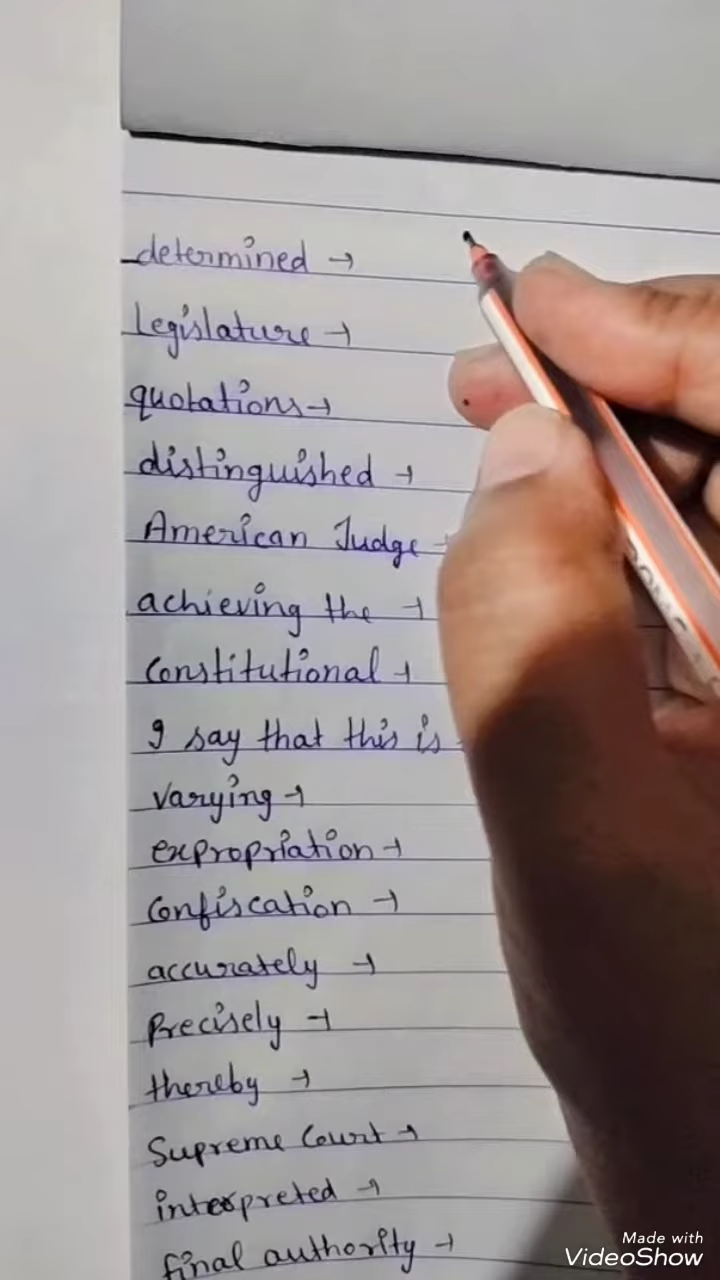 determined →
Legislature →
quotations →
distinguished →
American Judge →
achieving the →
Constitutional →
I say that this is
varying →
expropriation →
Confiscation →
accurately →
Precisely →
thereby →
Supreme Court →
interpreted →
final authority →
Made with
VideoShow